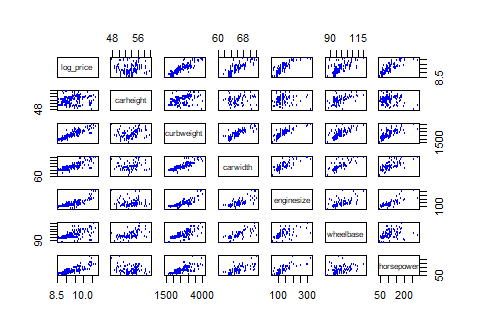 48 56 60 68 90 115
log_price 8.5
48 carheight
curbweight 1500
60 carwidth
enginesize 100
90 wheelbase
horsepower 50
8.5 10.0 1500 4000 100 300 50 200